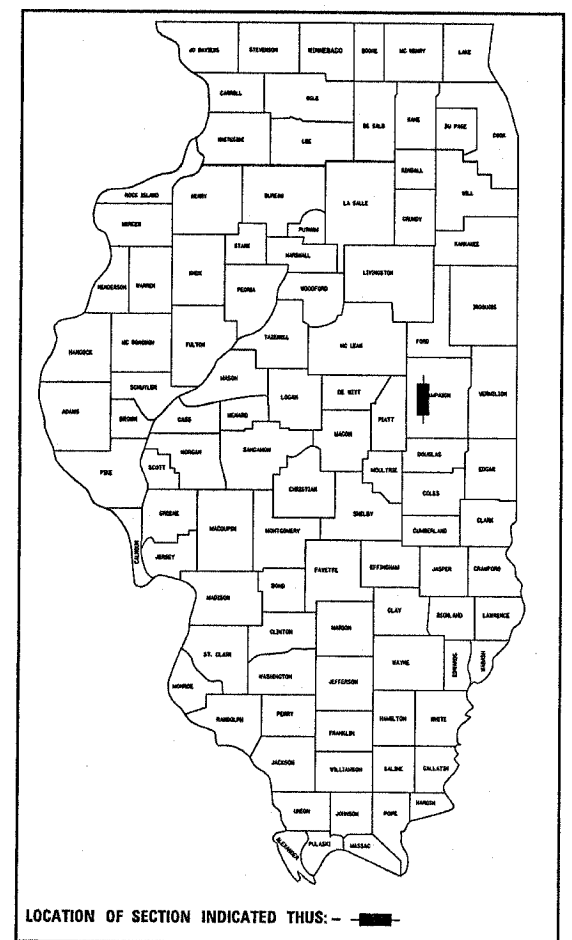 JO DAVIESS STEPHENSON WINNEBAGO BOONE MC HENRY LAKE
CARROLL OGLE
WHITESIDE LEE DE KALB KANE DU PAGE COOK
KENDALL
ROCK ISLAND HENRY BUREAU LA SALLE GRUNDY WILL
MERCER PUTNAM
STARK MARSHALL KANKAKEE
HENDERSON WARREN KNOX PEORIA WOODFORD LIVINGSTON IROQUOIS
HANCOCK MC DONOUGH FULTON TAZEWELL MC LEAN FORD
SCHUYLER MASON LOGAN DE WITT AMPAIGN VERMILION
ADAMS BROWN CASS MENARD MACON PIATT
PIKE SCOTT MORGAN SANGAMON MOULTRIE DOUGLAS EDGAR
CHRISTIAN COLES
GREENE MACOUPIN MONTGOMERY SHELBY CUMBERLAND CLARK
CALHOUN JERSEY
FAYETTE EFFINGHAM JASPER CRAWFORD
MADISON BOND
CLAY RICHLAND LAWRENCE
CLINTON MARION
ST. CLAIR WAYNE EDWARDS WABASH
WASHINGTON JEFFERSON
MONROE
RANDOLPH PERRY HAMILTON WHITE
FRANKLIN
JACKSON WILLIAMSON SALINE GALLATIN
HARDIN
UNION JOHNSON POPE
ALEXANDER PULASKI MASSAC
LOCATION OF SECTION INDICATED THUS: -